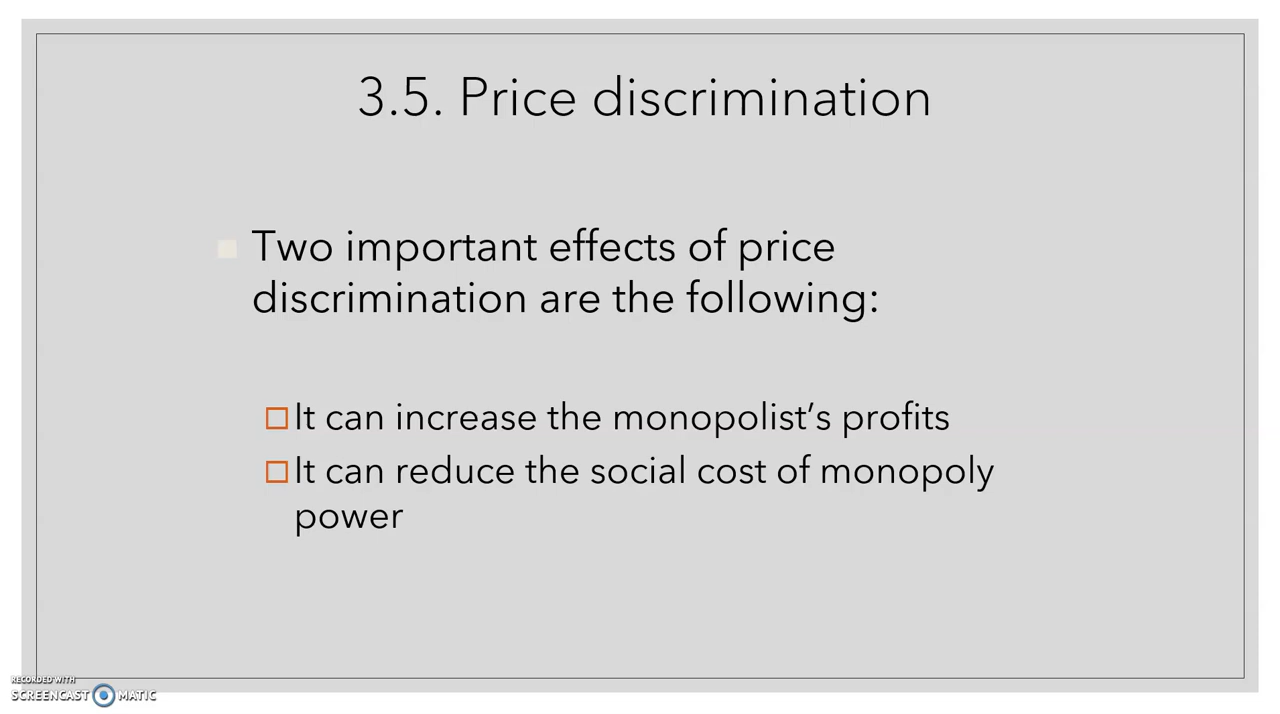 3.5. Price discrimination
Two important effects of price
discrimination are the following:
It can increase the monopolist’s profits
It can reduce the social cost of monopoly
power
RECORDED WITH
SCREENCAST MATIC